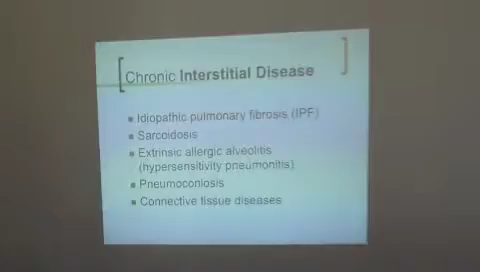 Chronic Interstitial Disease
Idiopathic pulmonary fibrosis (IPF)
Sarcoidosis
Extrinsic allergic alveolitis
(hypersensitivity pneumonitis)
Pneumoconiosis
Connective tissue diseases